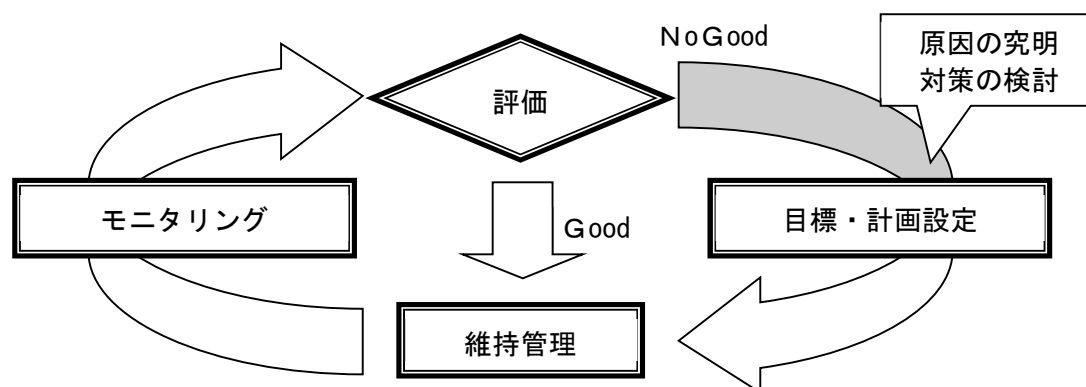 NoGood
原因の究明
対策の検討
評価
モニタリング
Good
目標・計画設定
維持管理